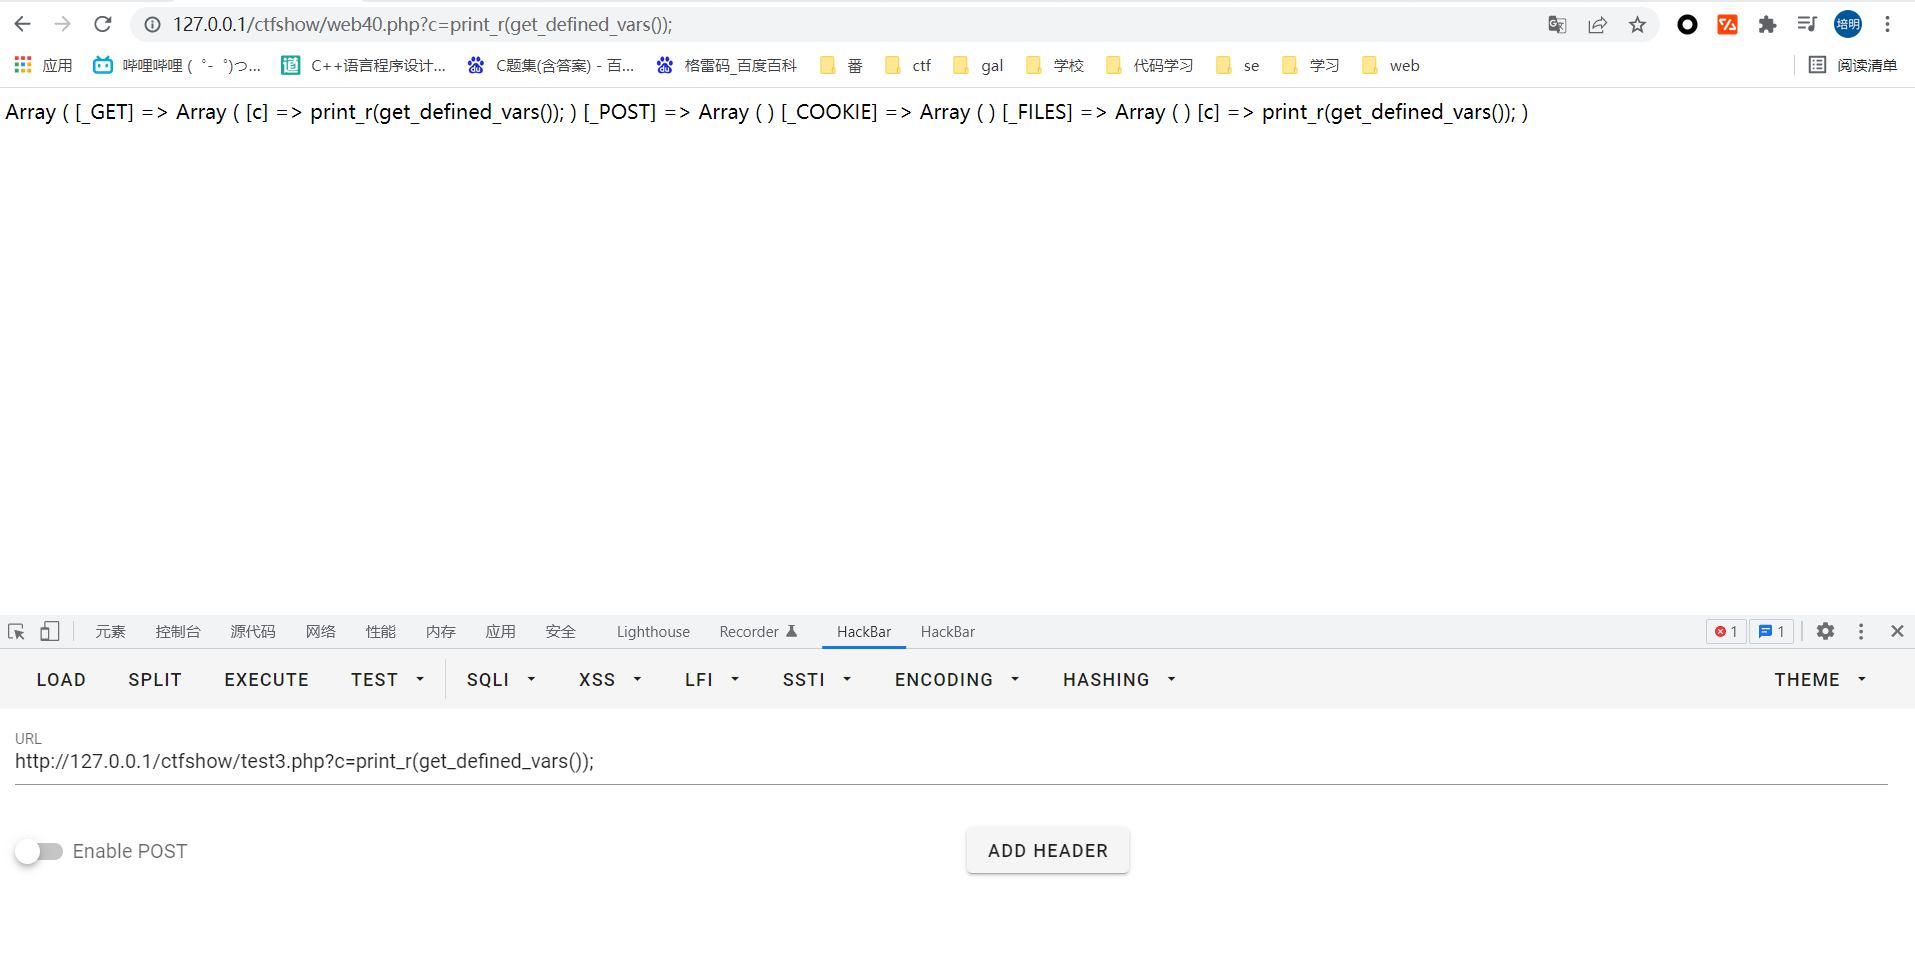 127.0.0.1/ctfshow/web40.php?c=print_r(get_defined_vars());
培明
应用 哔哩哔哩 ( ゜- ゜)つ... C++语言程序设计... C题集(含答案) - 百... 格雷码_百度百科 番 ctf gal 学校 代码学习 se 学习 web 阅读清单
Array ( [_GET] => Array ( [c] => print_r(get_defined_vars()); ) [_POST] => Array ( ) [_COOKIE] => Array ( ) [_FILES] => Array ( ) [c] => print_r(get_defined_vars()); )
元素 控制台 源代码 网络 性能 内存 应用 安全 Lighthouse Recorder HackBar HackBar 1 1
LOAD SPLIT EXECUTE TEST SQLI XSS LFI SSTI ENCODING HASHING THEME
URL
http://127.0.0.1/ctfshow/test3.php?c=print_r(get_defined_vars());
Enable POST ADD HEADER